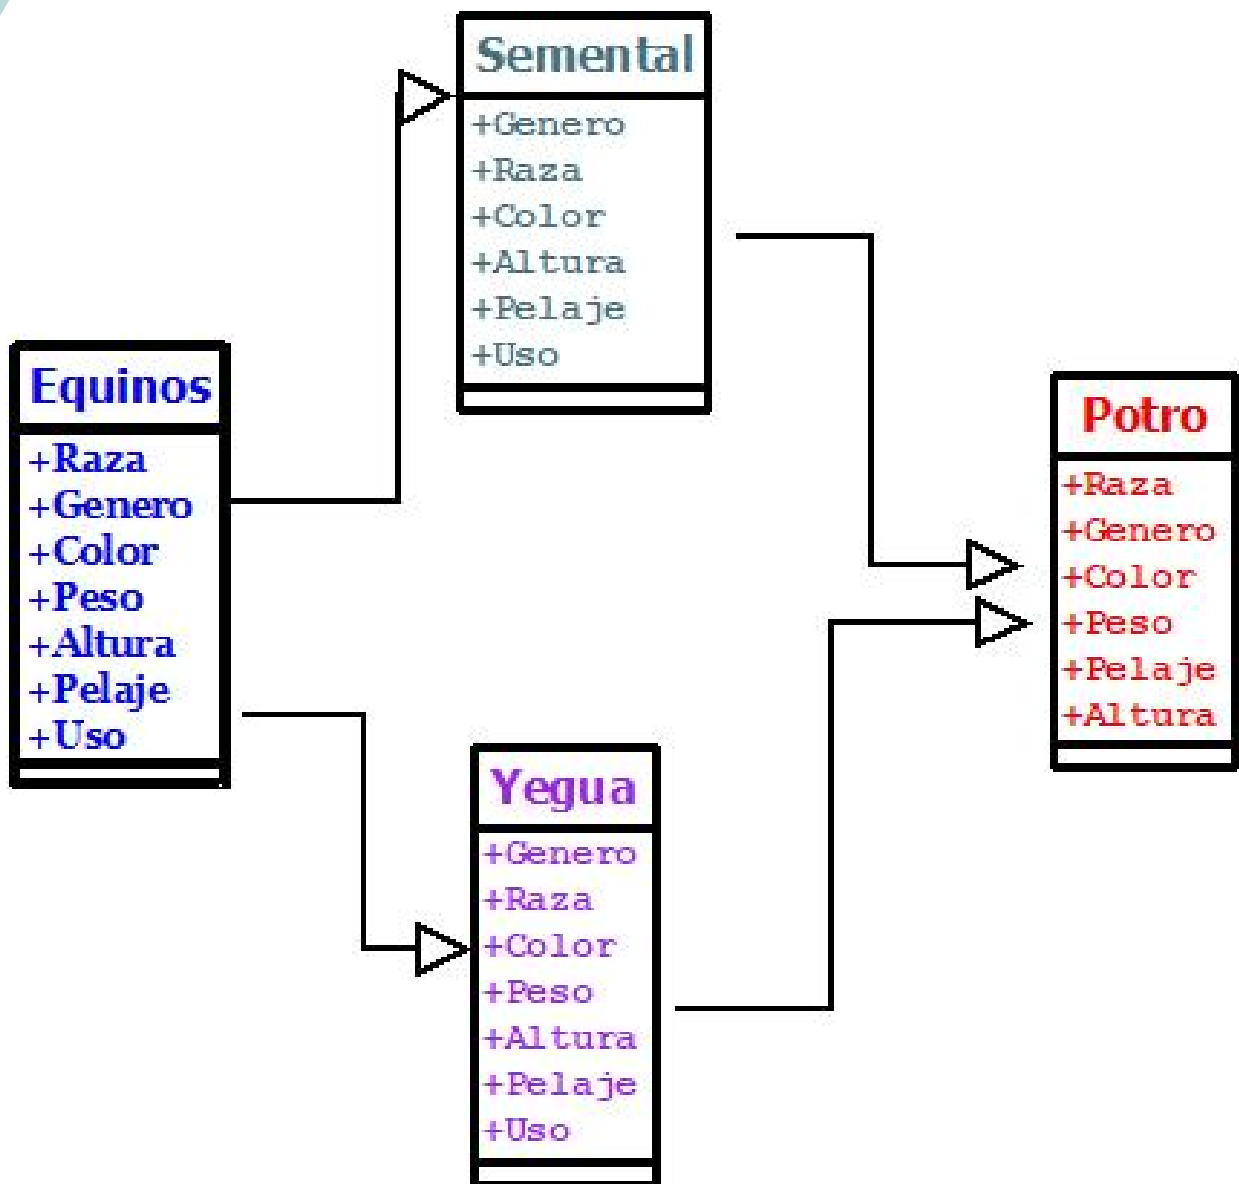 Semental
+Genero
+Raza
+Color
+Altura
+Pelaje
+Uso
Equinos
+Raza
+Genero
+Color
+Peso
+Altura
+Pelaje
+Uso
Potro
+Raza
+Genero
+Color
+Peso
+Pelaje
+Altura
Yegua
+Genero
+Raza
+Color
+Peso
+Altura
+Pelaje
+Uso